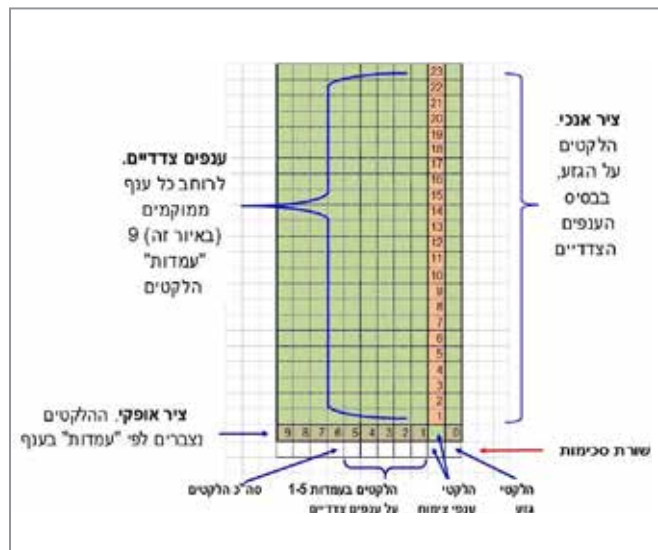 ציר אנכי.
הלקטים
על הגזע,
בבסיס
הענפים
הצדדיים
23
22
21
20
19
18
17
16
15
14
13
12
11
10
9
8
7
6
5
4
3
2
1
ענפים צדדיים.
לרוחב כל ענף
ממוקמים
(באיור זה) 9
"עמדות"
הלקטים
ציר אופקי. ההלקטים
נצברים לפי "עמדות" בענף
9 8 7 6 5 4 3 2 1 0
שורת סכימות
הלקטי
גזע
הלקטי
ענפי צימוח
הלקטים בעמדות 1-5
על ענפים צדדיים
סה"כ הלקטים